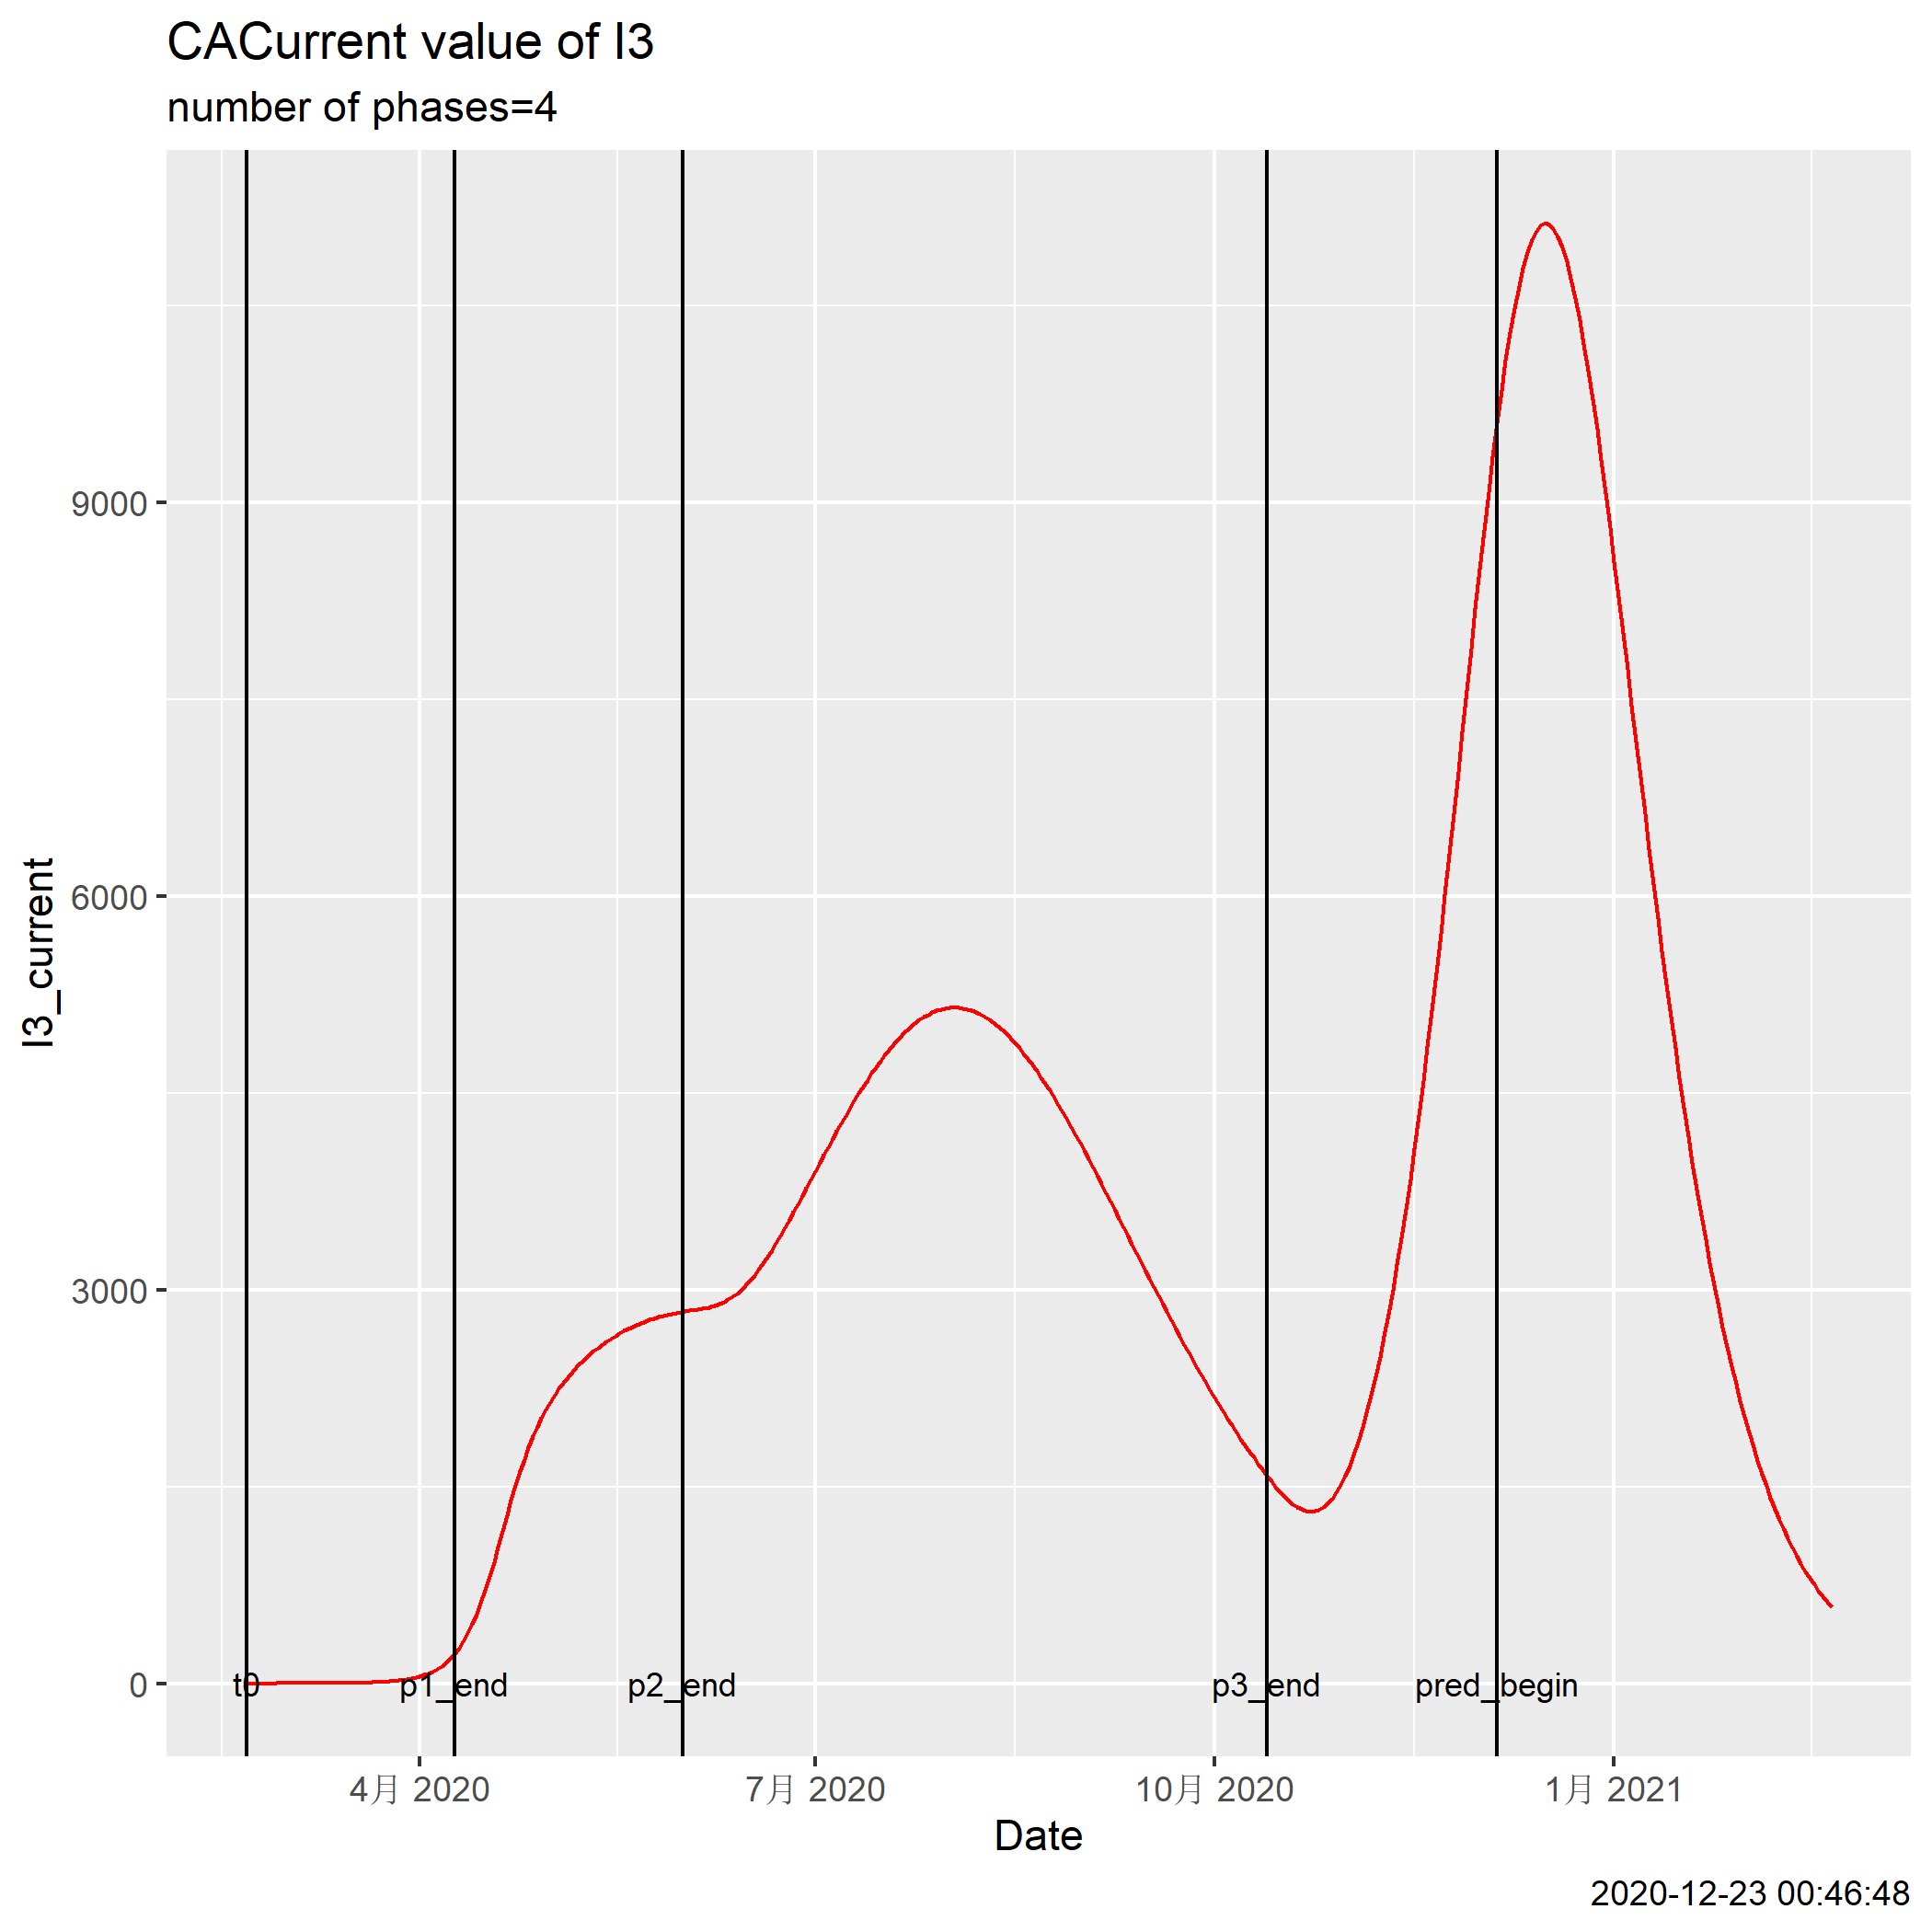 CACurrent value of I3
number of phases=4
I3_current
9000
6000
3000
0
t0
p1_end
p2_end
p3_end
pred_begin
4月 2020
7月 2020
10月 2020
1月 2021
Date
2020-12-23 00:46:48